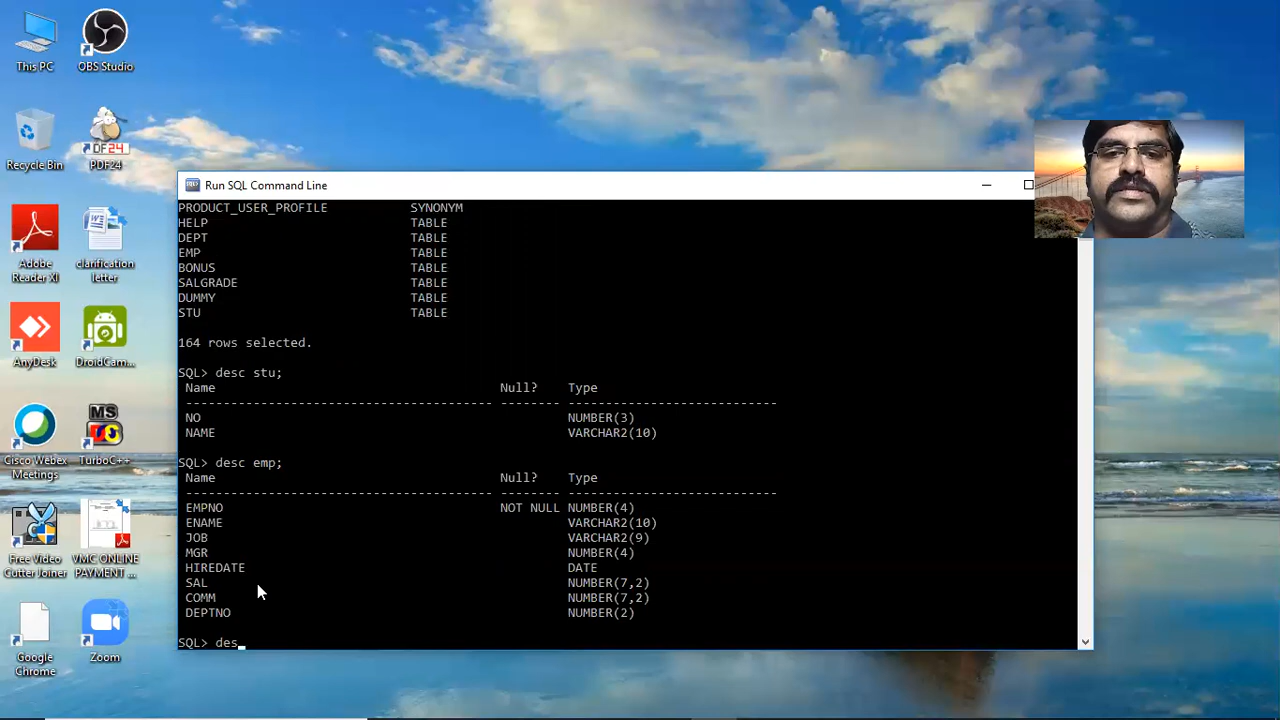 This PC
OBS Studio
Recycle Bin
DF24
PDF24
Adobe
Reader XI
clarification
letter
AnyDesk
DroidCam...
Cisco Webex
Meetings
MS
TurboC++
Free Video
Cutter Joiner
VMC ONLINE
PAYMENT ...
Google
Chrome
Zoom
Run SQL Command Line
PRODUCT_USER_PROFILE SYNONYM
HELP TABLE
DEPT TABLE
EMP TABLE
BONUS TABLE
SALGRADE TABLE
DUMMY TABLE
STU TABLE
164 rows selected.
SQL> desc stu;
Name Null? Type
----------------------------------------- -------- ----------------------------
NO NUMBER(3)
NAME VARCHAR2(10)
SQL> desc emp;
Name Null? Type
----------------------------------------- -------- ----------------------------
EMPNO NOT NULL NUMBER(4)
ENAME VARCHAR2(10)
JOB VARCHAR2(9)
MGR NUMBER(4)
HIREDATE DATE
SAL NUMBER(7,2)
COMM NUMBER(7,2)
DEPTNO NUMBER(2)
SQL> des